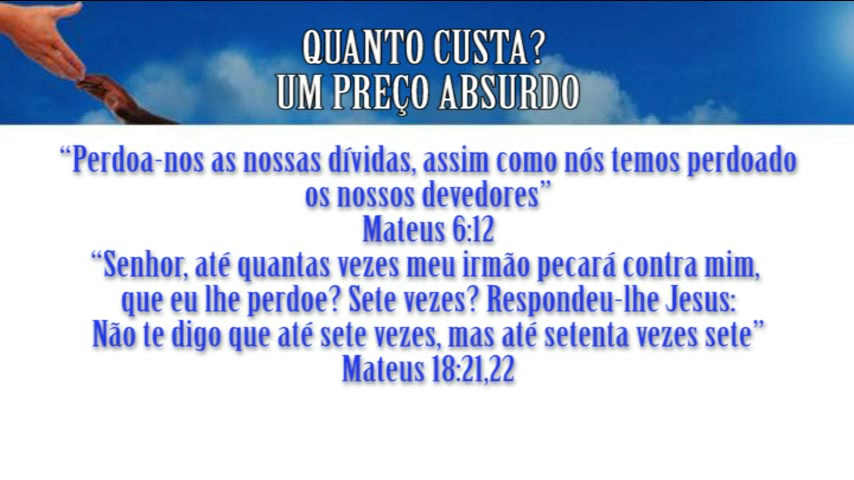 QUANTO CUSTA?
UM PREÇO ABSURDO
“Perdoa-nos as nossas dívidas, assim como nós temos perdoado
os nossos devedores”
Mateus 6:12
“Senhor, até quantas vezes meu irmão pecará contra mim,
que eu lhe perdoe? Sete vezes? Respondeu-lhe Jesus:
Não te digo que até sete vezes, mas até setenta vezes sete”
Mateus 18:21,22